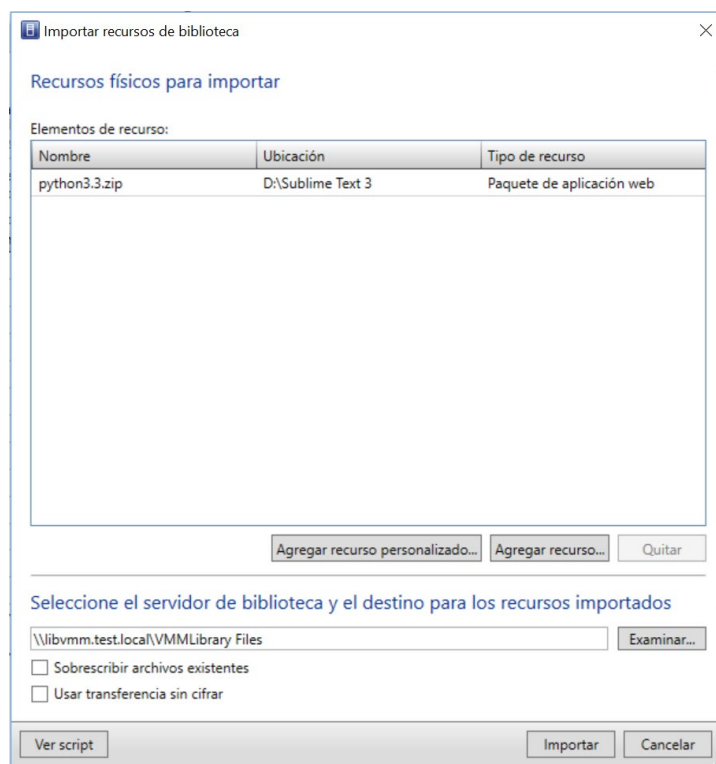 Importar recursos de biblioteca
Recursos físicos para importar
Elementos de recurso:
Nombre Ubicación Tipo de recurso
python3.3.zip D:\Sublime Text 3 Paquete de aplicación web
Agregar recurso personalizado... Agregar recurso... Quitar
Seleccione el servidor de biblioteca y el destino para los recursos importados
\\libvmm.test.local\VMMLibrary Files Examinar...
Sobrescribir archivos existentes
Usar transferencia sin cifrar
Ver script Importar Cancelar